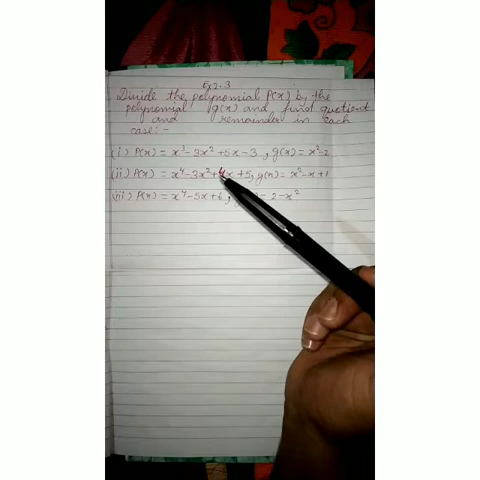 Ex 2.3
Divide the polynomial P(x) by the
polynomial g(x) and find quotient
and remainder in each
case:-
(i) P(x) = x³ - 3x² + 5x - 3, g(x) = x² - 2
(ii) P(x) = x⁴ - 3x² + 4x + 5, g(x) = x² - x + 1
(iii) P(x) = x⁴ - 5x + 6, = 2 - x²